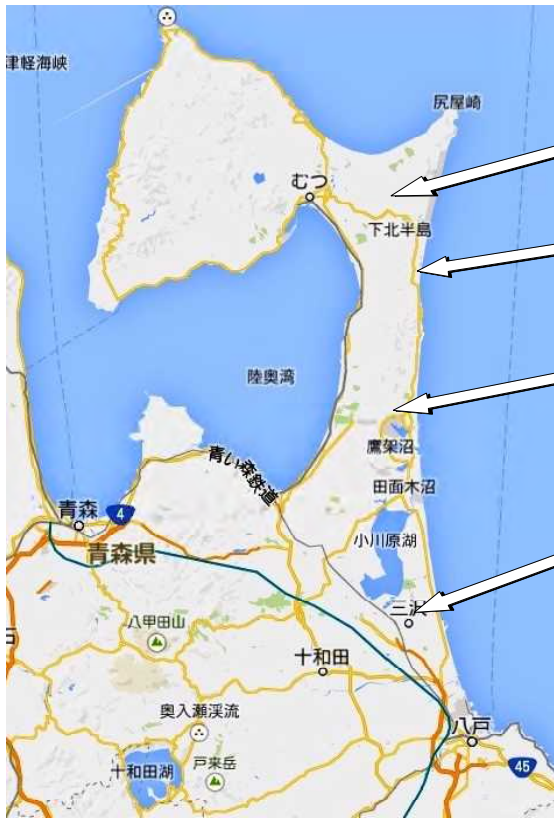 津軽海峡
尻屋崎
むつ
下北半島
陸奥湾
鷹架沼
青い森鉄道
田面木沼
青森
4
小川原湖
青森県
三沢
八甲田山
石
十和田
奥入瀬渓流
八戸
戸来岳
十和田湖
45